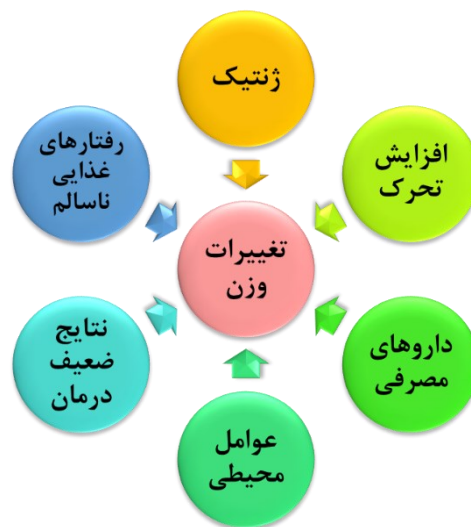 ژنتیک
افزایش
تحرک
داروهای
مصرفی
عوامل
محیطی
نتایج
ضعیف
درمان
رفتارهای
غذایی
ناسالم
تغییرات
وزن